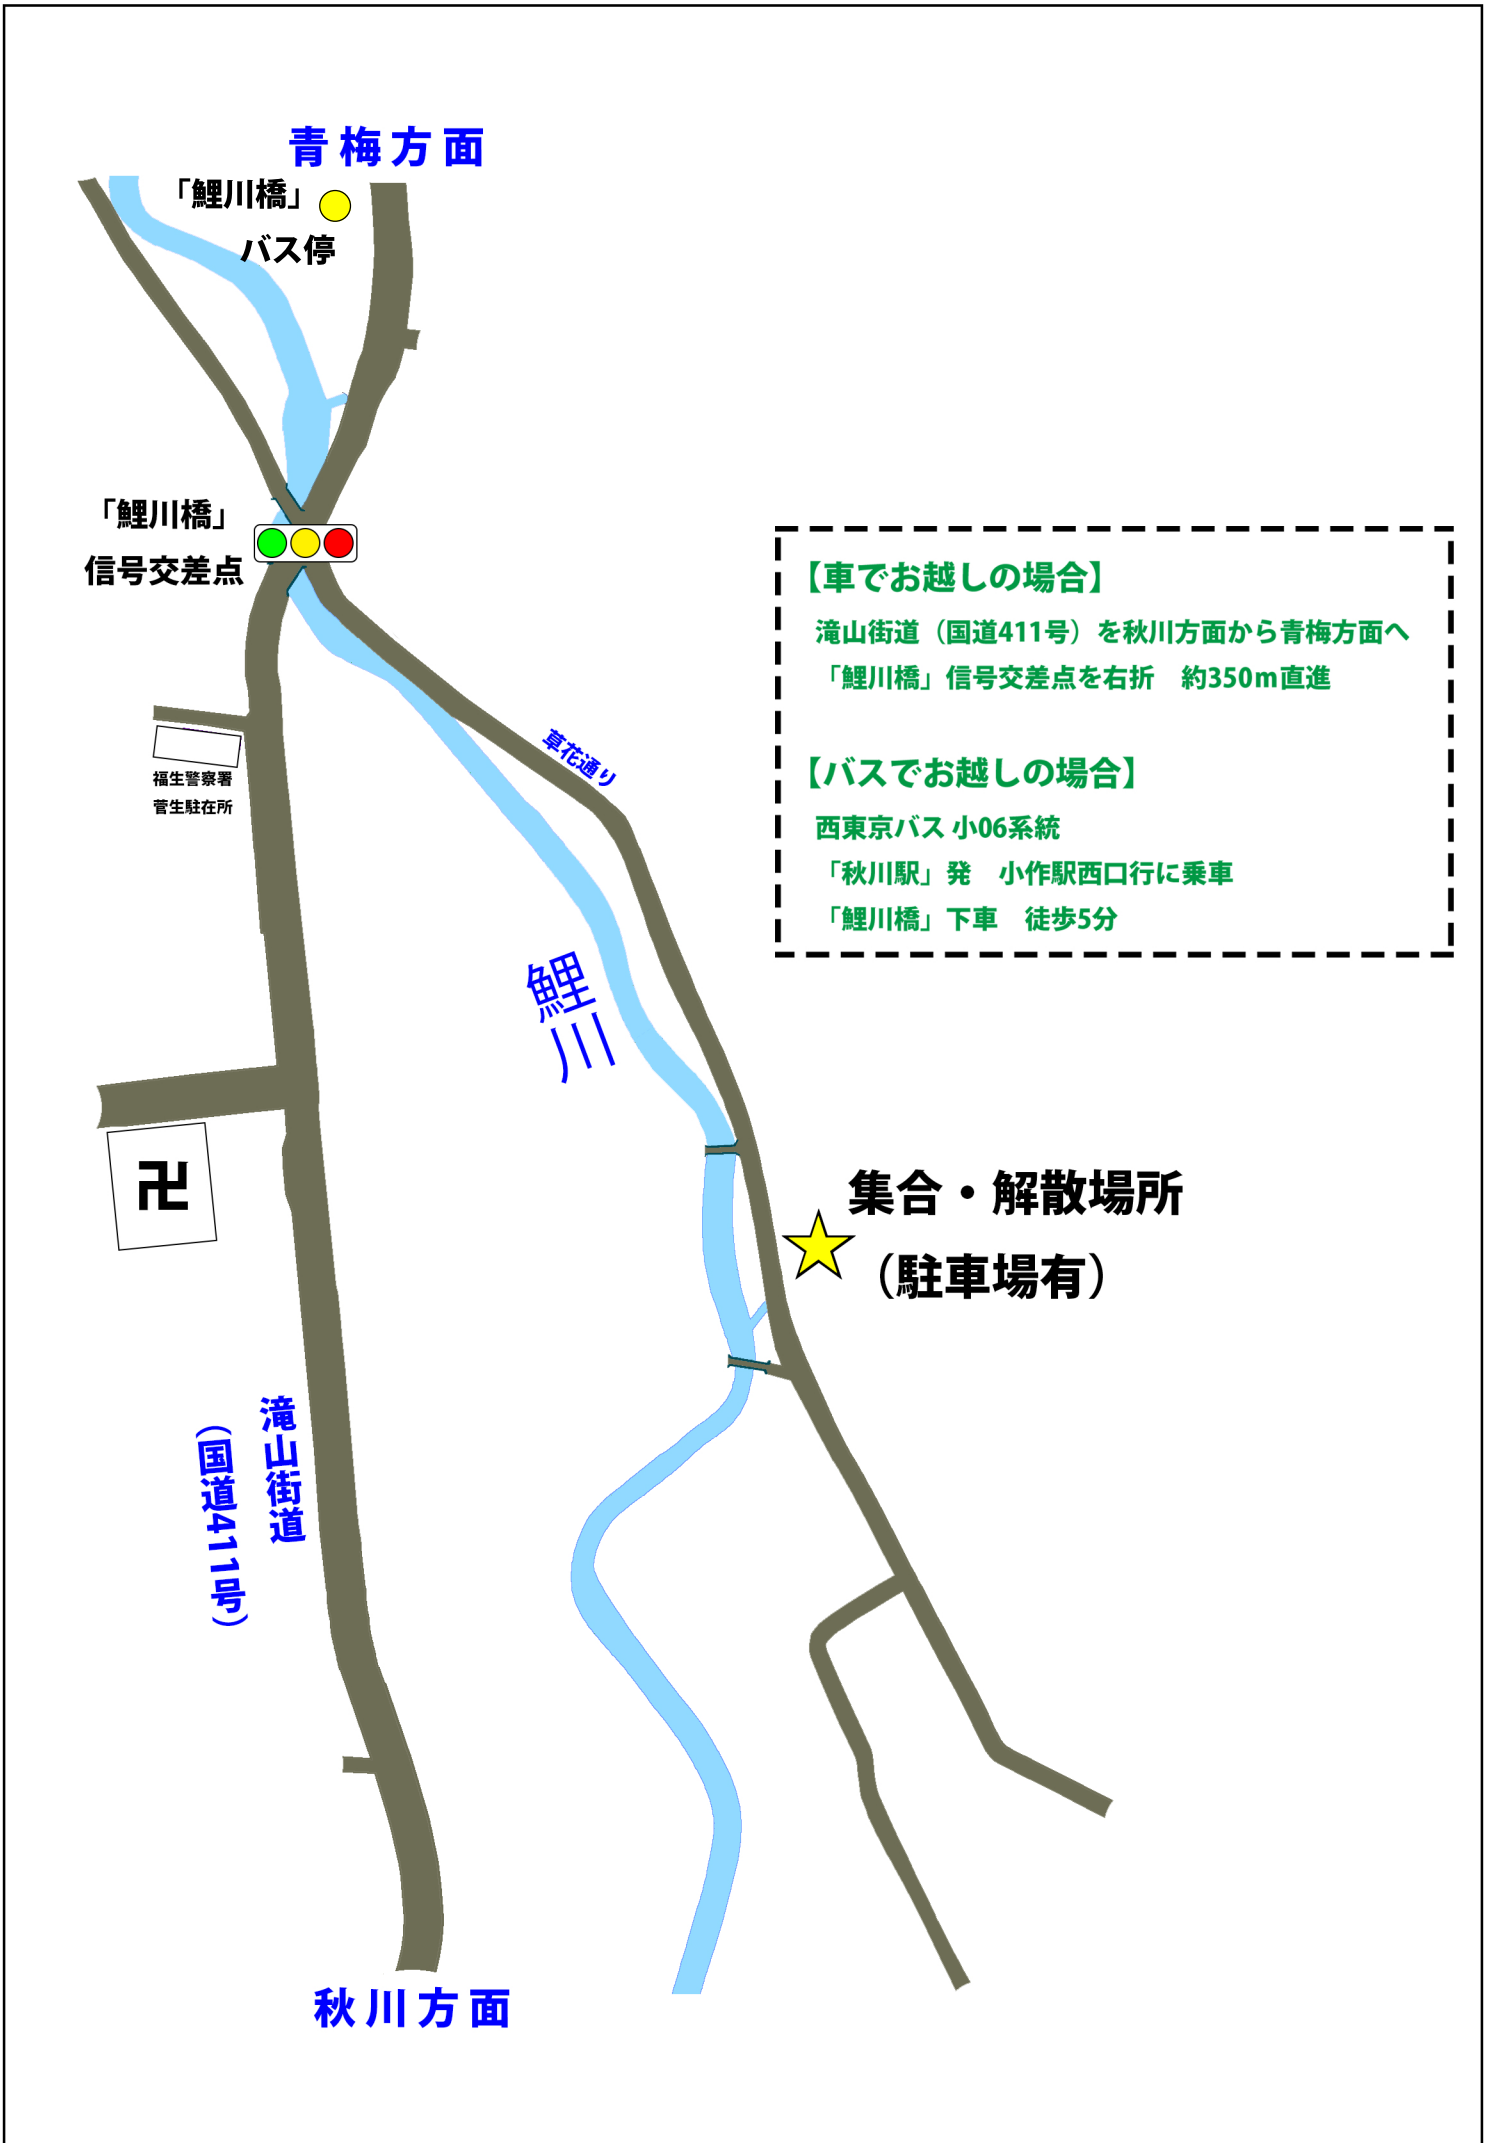 青梅方面
「鯉川橋」
バス停
「鯉川橋」
信号交差点
【車でお越しの場合】
滝山街道（国道411号）を秋川方面から青梅方面へ
「鯉川橋」信号交差点を右折　約350m直進
【バスでお越しの場合】
西東京バス 小06系統
「秋川駅」発　小作駅西口行に乗車
「鯉川橋」下車　徒歩5分
草花通り
福生警察署
菅生駐在所
鯉川
卍
集合・解散場所
（駐車場有）
滝山街道
（国道411号）
秋川方面